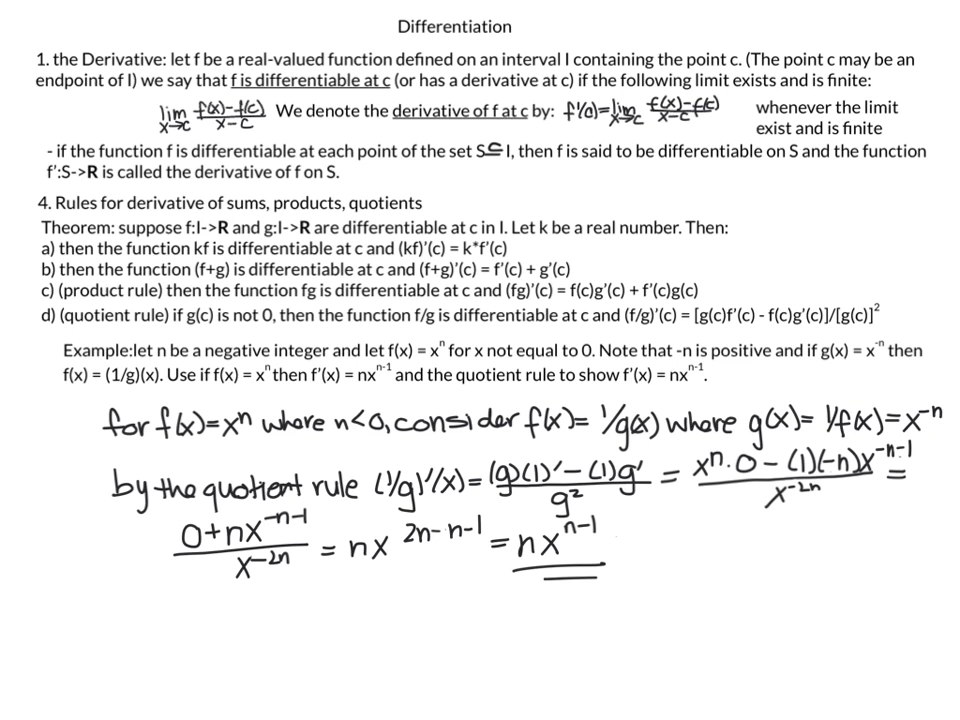 Differentiation
1. the Derivative: let f be a real-valued function defined on an interval I containing the point c. (The point c may be an
endpoint of I) we say that f is differentiable at c (or has a derivative at c) if the following limit exists and is finite:
lim x→c f(x)-f(c)/x-c We denote the derivative of f at c by: f'(c)=lim x→c f(x)-f(c)/x-c whenever the limit
exist and is finite
- if the function f is differentiable at each point of the set S⊆I, then f is said to be differentiable on S and the function
f':S->R is called the derivative of f on S.
4. Rules for derivative of sums, products, quotients
Theorem: suppose f:I->R and g:I->R are differentiable at c in I. Let k be a real number. Then:
a) then the function kf is differentiable at c and (kf)'(c) = k*f'(c)
b) then the function (f+g) is differentiable at c and (f+g)'(c) = f'(c) + g'(c)
c) (product rule) then the function fg is differentiable at c and (fg)'(c) = f(c)g'(c) + f'(c)g(c)
d) (quotient rule) if g(c) is not 0, then the function f/g is differentiable at c and (f/g)'(c) = [g(c)f'(c) - f(c)g'(c)]/[g(c)]^2
Example:let n be a negative integer and let f(x) = x^n for x not equal to 0. Note that -n is positive and if g(x) = x^-n then
f(x) = (1/g)(x). Use if f(x) = x^n then f'(x) = nx^n-1 and the quotient rule to show f'(x) = nx^n-1.
for f(x)=x^n where n<0, consider f(x)= 1/g(x) where g(x)= 1/f(x)=x^-n
by the quotient rule (1/g)'(x)= (g)(1)'-(1)g'/g^2 = x^n·0-(1)(-n)x^-n-1/x^-2n =
0+nx^-n-1/x^-2n = nx^2n-n-1 = nx^n-1